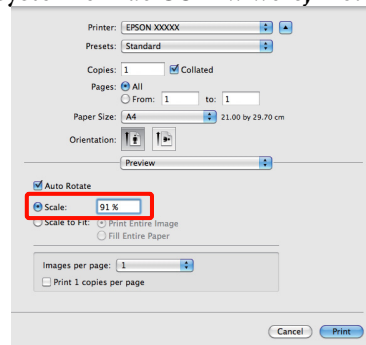 Printer: EPSON XXXXX
Presets: Standard
Copies: 1 Collated
Pages: All
From: 1 to: 1
Paper Size: A4 21.00 by 29.70 cm
Orientation:
Preview
Auto Rotate
Scale: 91 %
Scale to Fit: Print Entire Image
Fill Entire Paper
Images per page: 1
Print 1 copies per page
Cancel Print